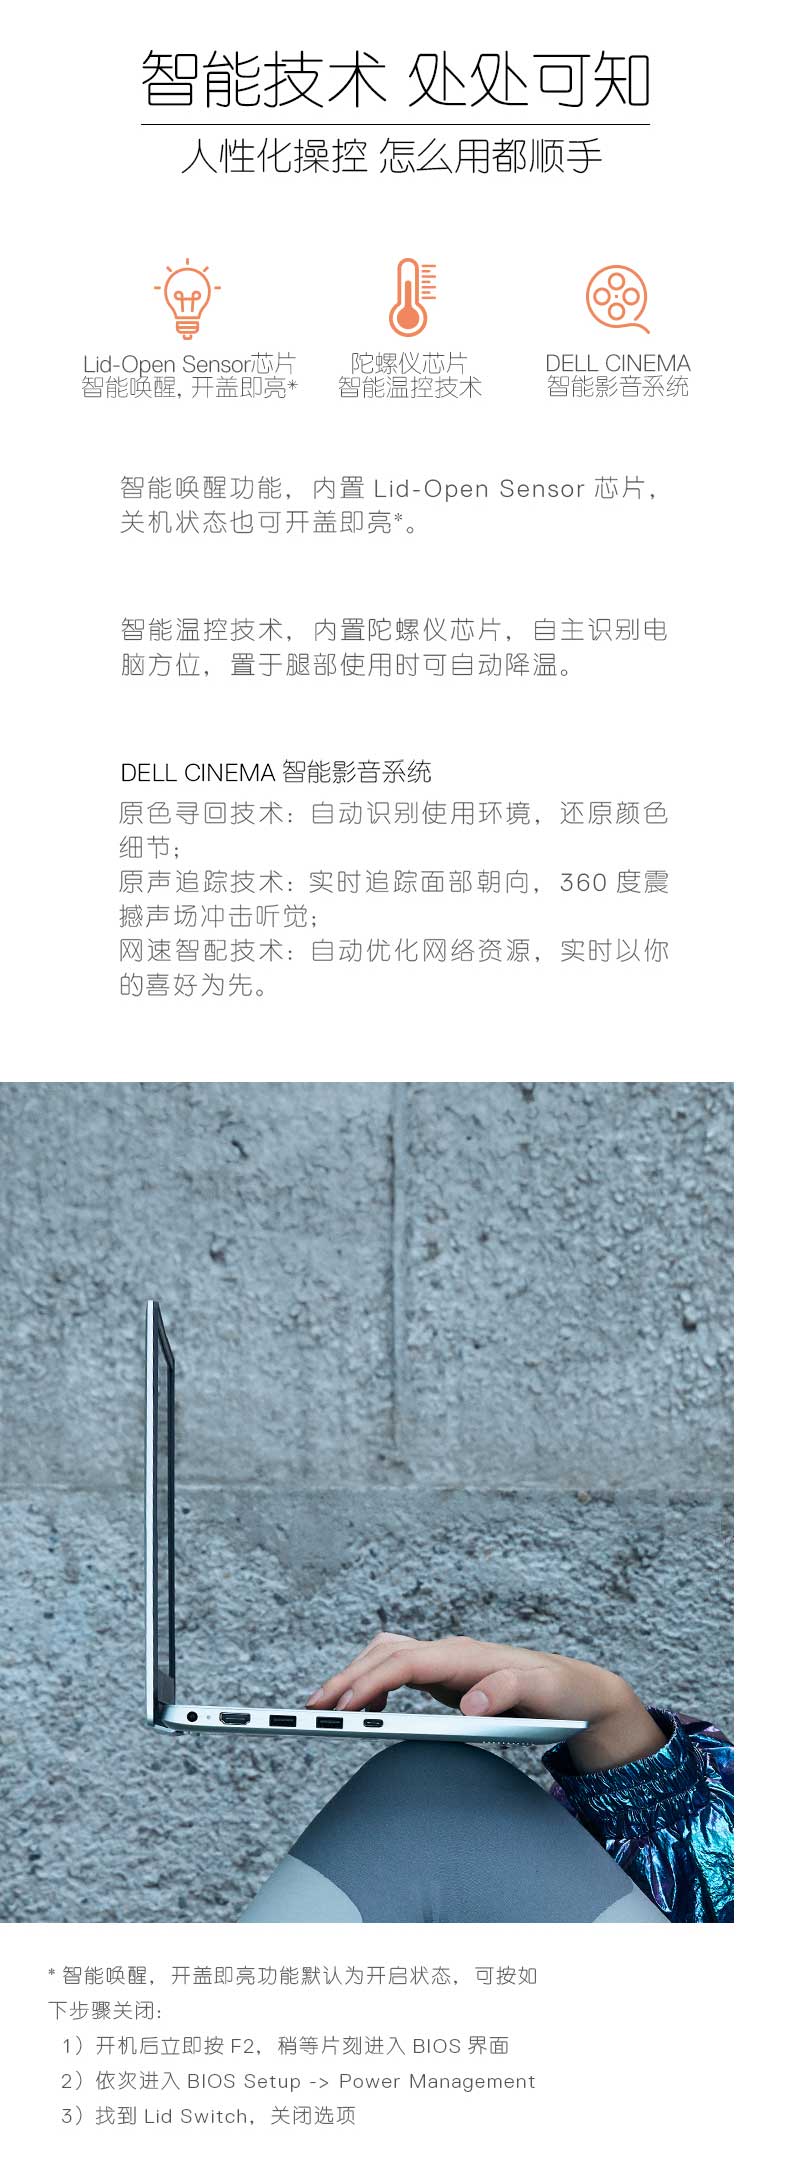 智能技术 处处可知
人性化操控 怎么用都顺手
Lid-Open Sensor芯片
智能唤醒, 开盖即亮*
陀螺仪芯片
智能温控技术
DELL CINEMA
智能影音系统
智能唤醒功能，内置 Lid-Open Sensor 芯片，
关机状态也可开盖即亮*。
智能温控技术，内置陀螺仪芯片，自主识别电
脑方位，置于腿部使用时可自动降温。
DELL CINEMA 智能影音系统
原色寻回技术：自动识别使用环境，还原颜色
细节；
原声追踪技术：实时追踪面部朝向，360 度震
撼声场冲击听觉；
网速智配技术：自动优化网络资源，实时以你
的喜好为先。
* 智能唤醒，开盖即亮功能默认为开启状态，可按如
下步骤关闭：
1）开机后立即按 F2，稍等片刻进入 BIOS 界面
2）依次进入 BIOS Setup -> Power Management
3）找到 Lid Switch，关闭选项